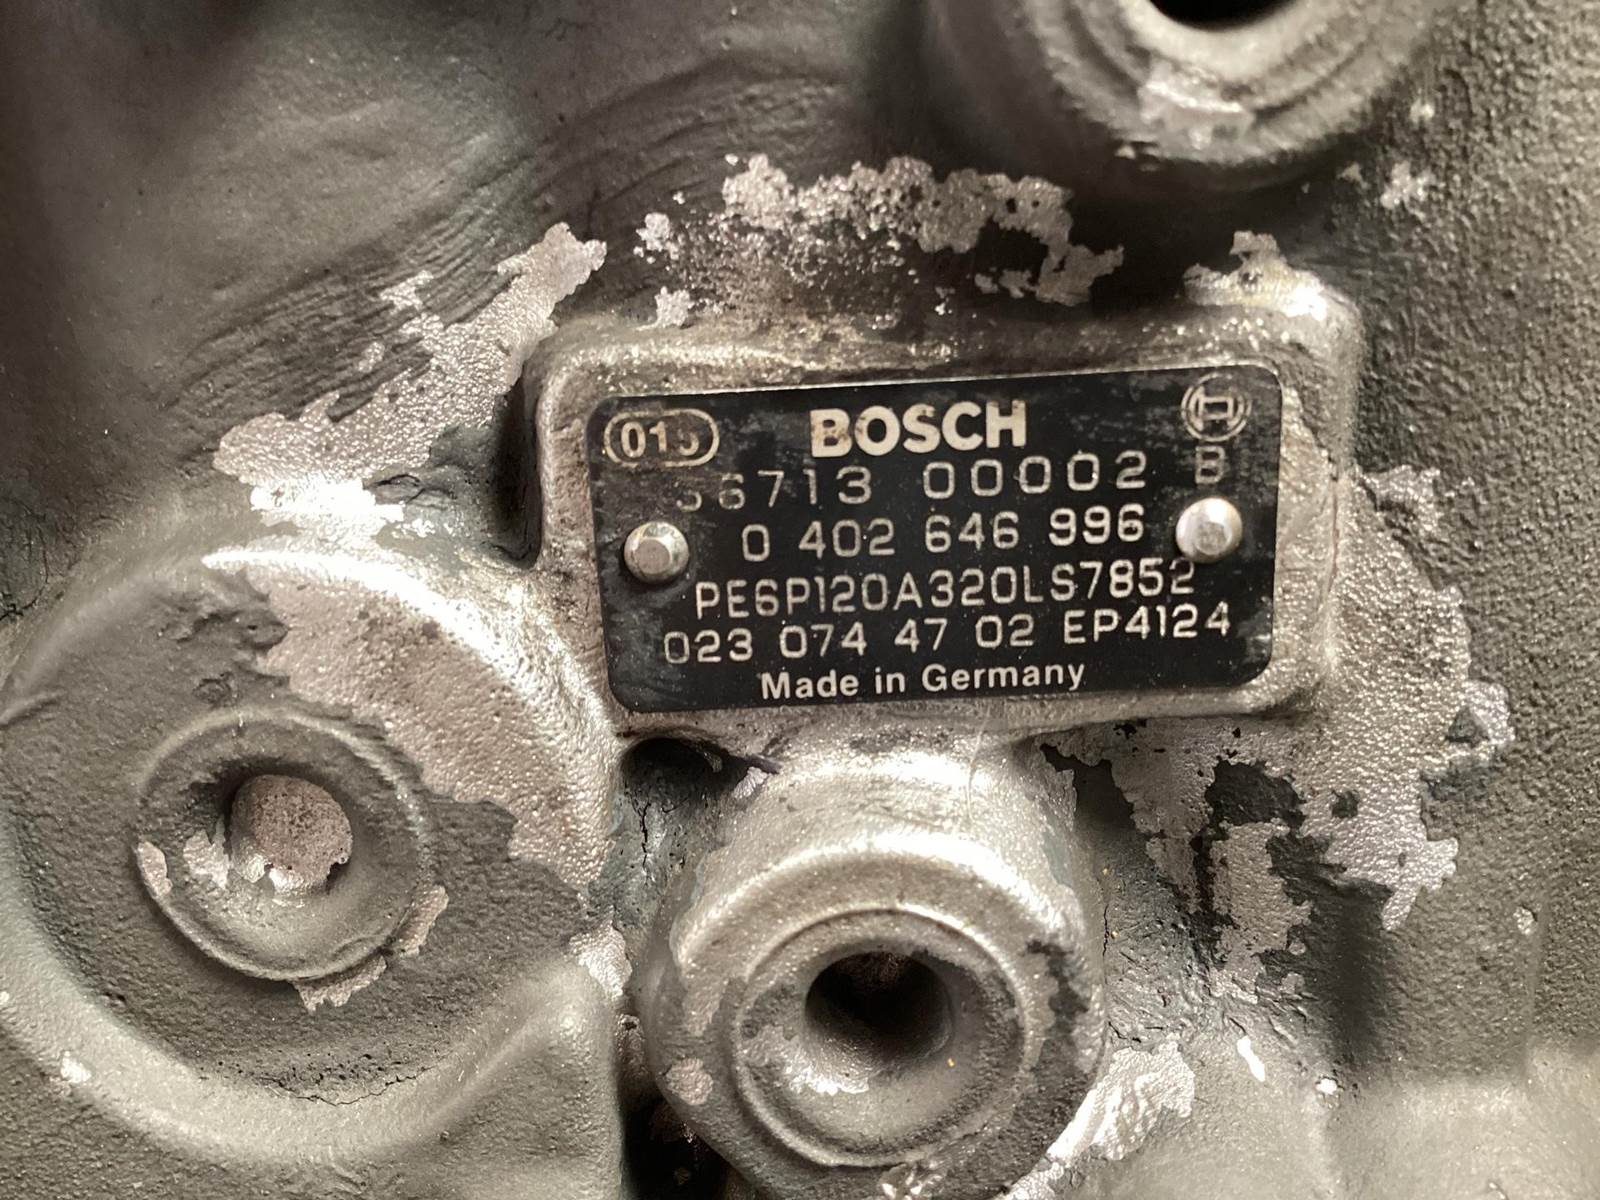 BOSCH
00002 B
0 402 646 996
PE6P120A320LS7852
023 074 47 02 EP4124
Made in Germany